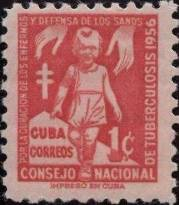 POR LA CURACION DE LOS ENFERMOS
Y DEFENSA DE LOS SANOS
DE TUBERCULOSIS 1956
CUBA
CORREOS
1¢
CONSEJO NACIONAL
IMPRESO EN CUBA